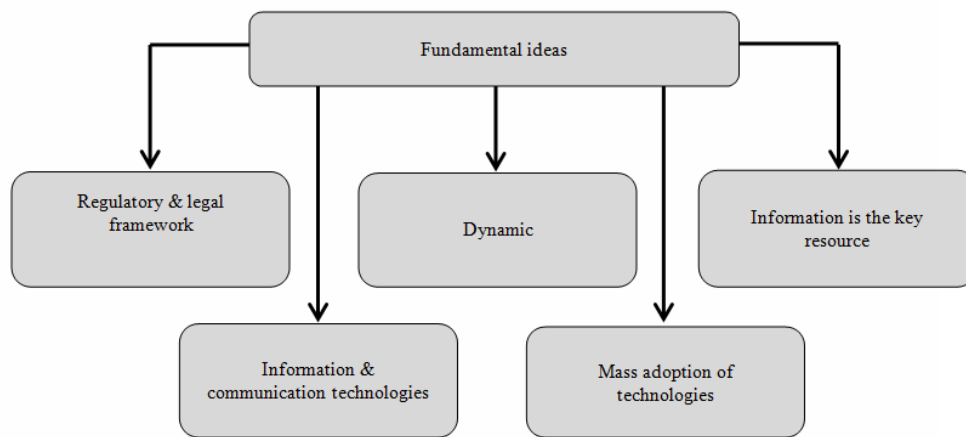 Fundamental ideas
Regulatory & legal
framework
Dynamic
Information is the key
resource
Information &
communication technologies
Mass adoption of
technologies